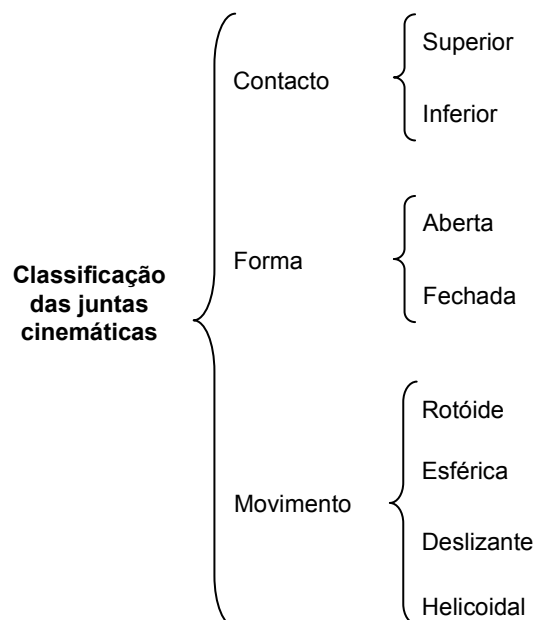 Classificação
das juntas
cinemáticas
Contacto
Superior
Inferior
Forma
Aberta
Fechada
Movimento
Rotóide
Esférica
Deslizante
Helicoidal